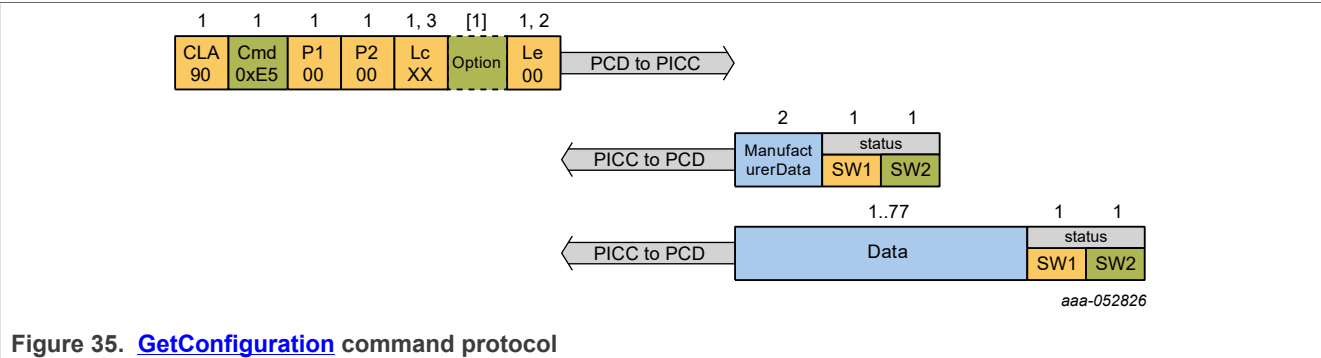 1 1 1 1 1, 3 [1] 1, 2
CLA Cmd P1 P2 Lc Option Le
90 0xE5 00 00 XX 00
PCD to PICC
2 1 1
PICC to PCD
Manufact
urerData
status
SW1 SW2
1..77 1 1
PICC to PCD
Data
status
SW1 SW2
aaa-052826
Figure 35. GetConfiguration command protocol